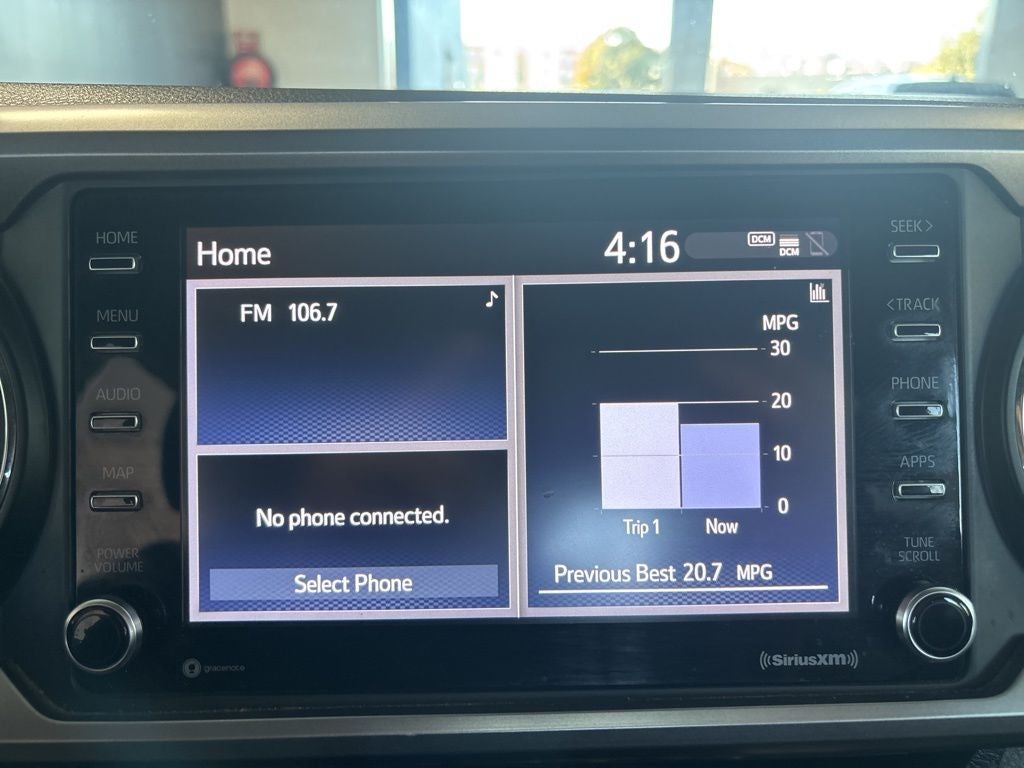 HOME
MENU
AUDIO
MAP
POWER
VOLUME
gracenote
Home
4:16
DCM
DCM
FM 106.7
No phone connected.
Select Phone
MPG
30
20
10
0
Trip 1
Now
Previous Best 20.7 MPG
SEEK >
< TRACK
PHONE
APPS
TUNE
SCROLL
SiriusXM